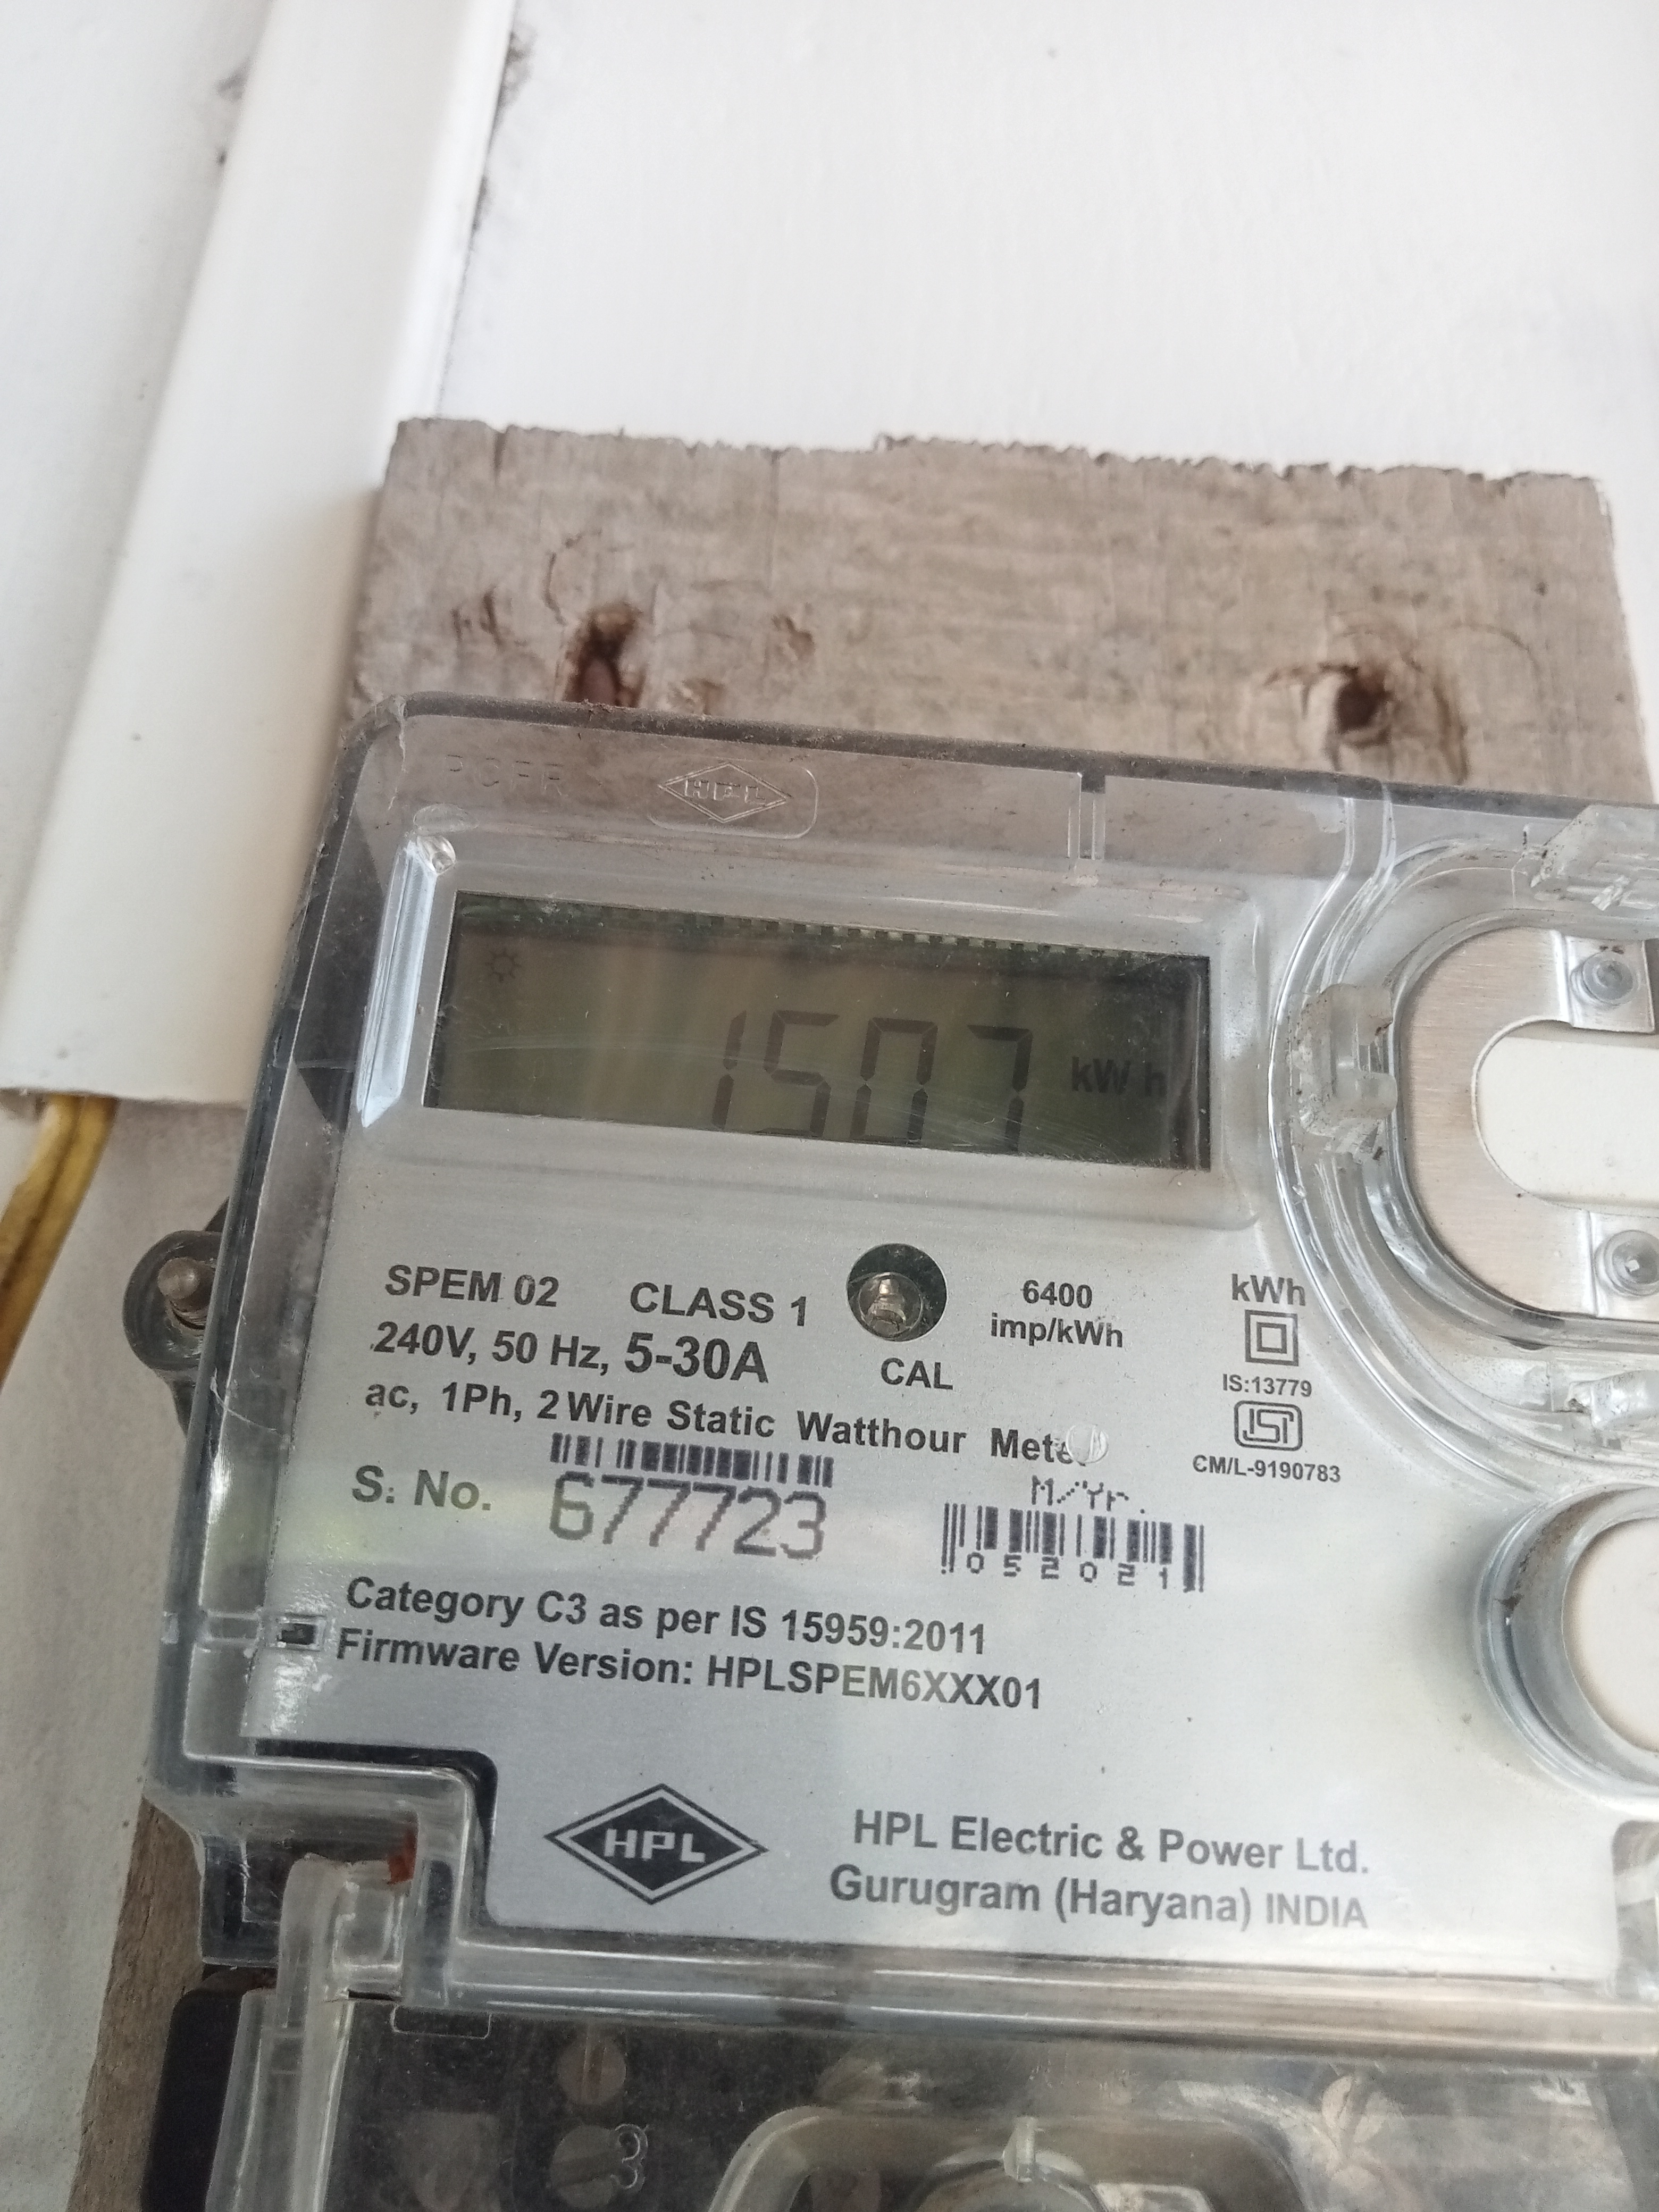 HPL
1507 kWh
SPEM 02 CLASS 1
6400
imp/kWh
kWh
240V, 50 Hz, 5-30A
CAL
IS:13779
ac, 1Ph, 2 Wire Static Watthour Mete
CM/L-9190783
S. No. 677723
M/Yr.
052021
Category C3 as per IS 15959:2011
Firmware Version: HPLSPEM6XXX01
HPL
HPL Electric & Power Ltd.
Gurugram (Haryana) INDIA